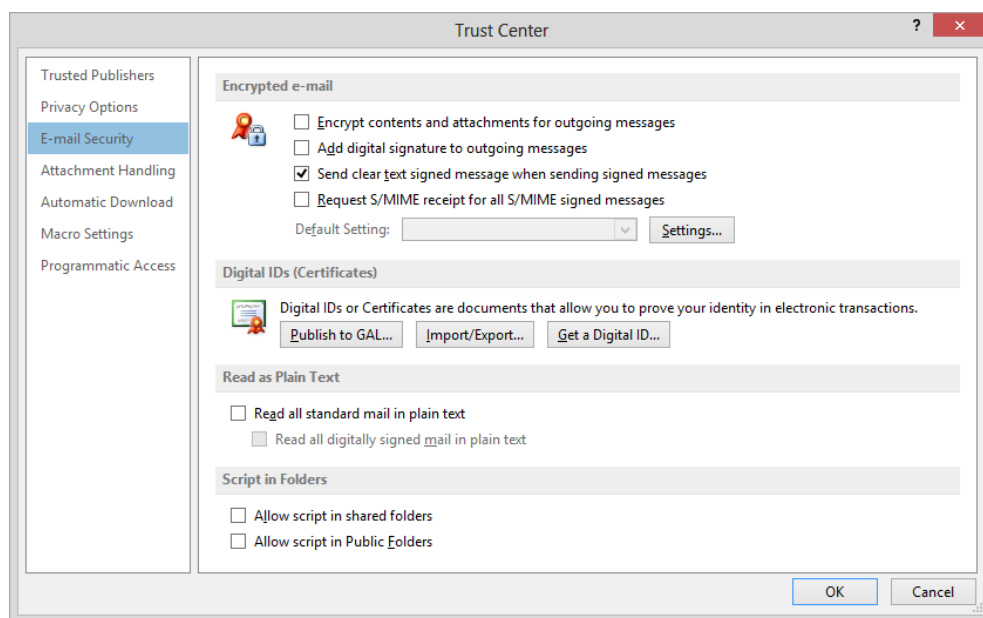 Trust Center
?
×
Trusted Publishers
Privacy Options
E-mail Security
Attachment Handling
Automatic Download
Macro Settings
Programmatic Access
Encrypted e-mail
Encrypt contents and attachments for outgoing messages
Add digital signature to outgoing messages
Send clear text signed message when sending signed messages
Request S/MIME receipt for all S/MIME signed messages
Default Setting:
Settings...
Digital IDs (Certificates)
Digital IDs or Certificates are documents that allow you to prove your identity in electronic transactions.
Publish to GAL... Import/Export... Get a Digital ID...
Read as Plain Text
Read all standard mail in plain text
Read all digitally signed mail in plain text
Script in Folders
Allow script in shared folders
Allow script in Public Folders
OK Cancel